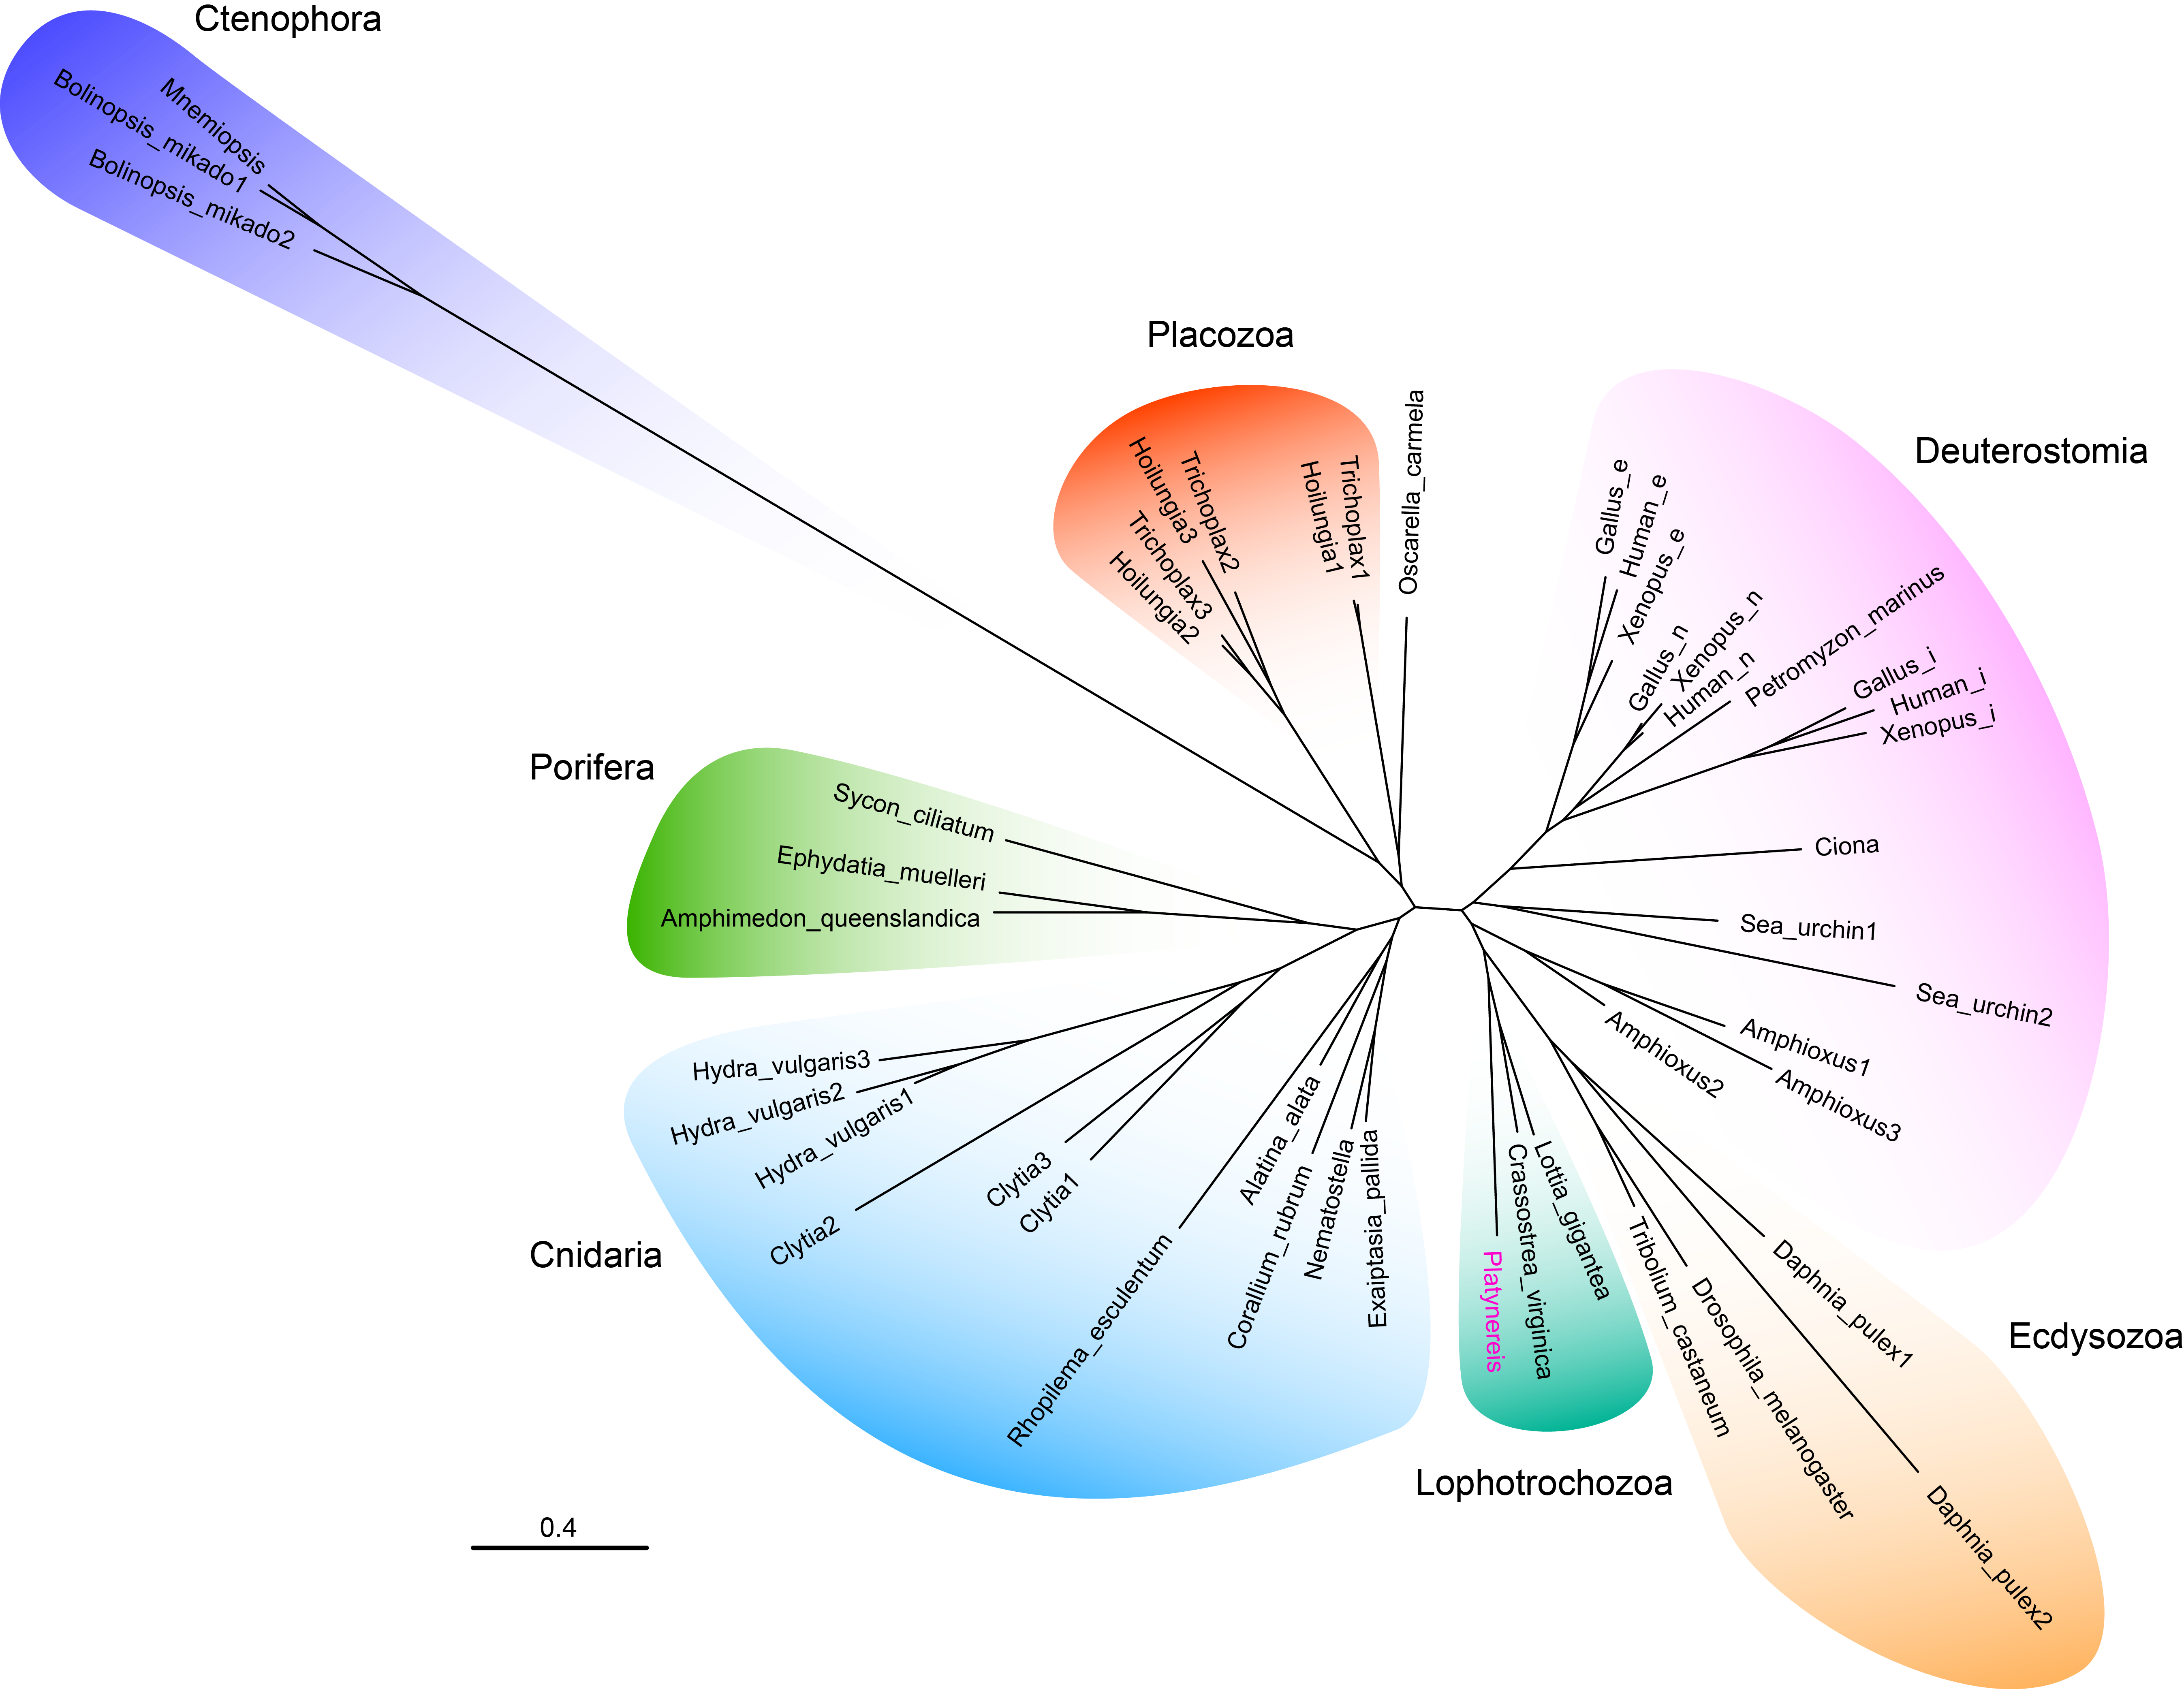 Ctenophora
Mnemiopsis
Bolinopsis_mikado1
Bolinopsis_mikado2
Placozoa
Hoilungia3
Trichoplax2
Trichoplax3
Hoilungia2
Hoilungia1
Trichoplax1
Oscarella_carmela
Deuterostomia
Gallus_e
Human_e
Xenopus_e
Gallus_n
Xenopus_n
Human_n
Petromyzon_marinus
Gallus_i
Human_i
Xenopus_i
Ciona
Sea_urchin1
Sea_urchin2
Amphioxus1
Amphioxus2
Amphioxus3
Porifera
Sycon_ciliatum
Ephydatia_muelleri
Amphimedon_queenslandica
Cnidaria
Hydra_vulgaris3
Hydra_vulgaris2
Hydra_vulgaris1
Clytia2
Clytia3
Clytia1
Rhopilema_esculentum
Alatina_alata
Corallium_rubrum
Nematostella
Exaiptasia_pallida
Lophotrochozoa
Platynereis
Crassostrea_virginica
Lottia_gigantea
Ecdysozoa
Tribolium_castaneum
Drosophila_melanogaster
Daphnia_pulex1
Daphnia_pulex2
0.4